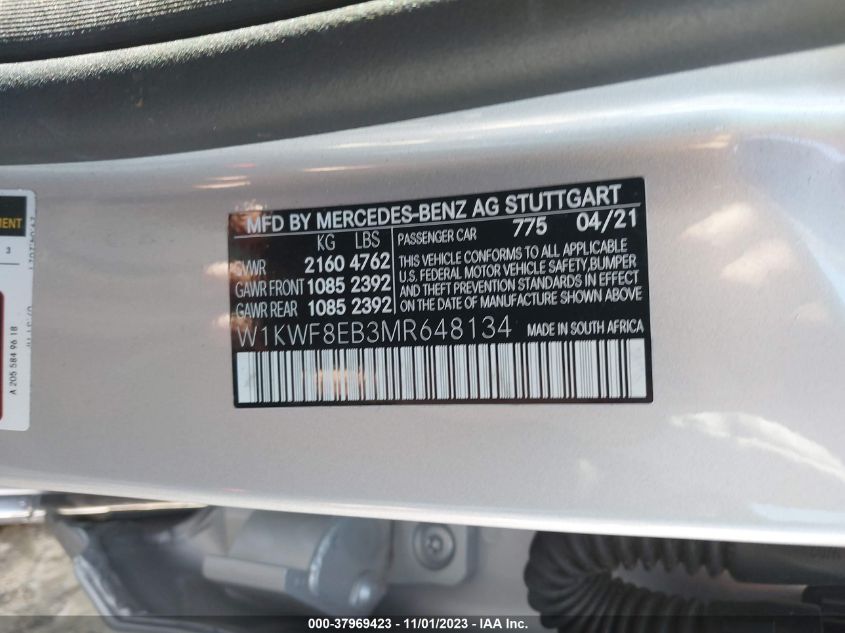 MENT
3
A 205 584 96 18
MFD BY MERCEDES-BENZ AG STUTTGART
KG LBS PASSENGER CAR 775 04/21
GVWR 2160 4762
GAWR FRONT 1085 2392
GAWR REAR 1085 2392
THIS VEHICLE CONFORMS TO ALL APPLICABLE
U.S. FEDERAL MOTOR VEHICLE SAFETY,BUMPER
AND THEFT PREVENTION STANDARDS IN EFFECT
ON THE DATE OF MANUFACTURE SHOWN ABOVE
W1KWF8EB3MR648134 MADE IN SOUTH AFRICA
000-37969423 - 11/01/2023 - IAA Inc.